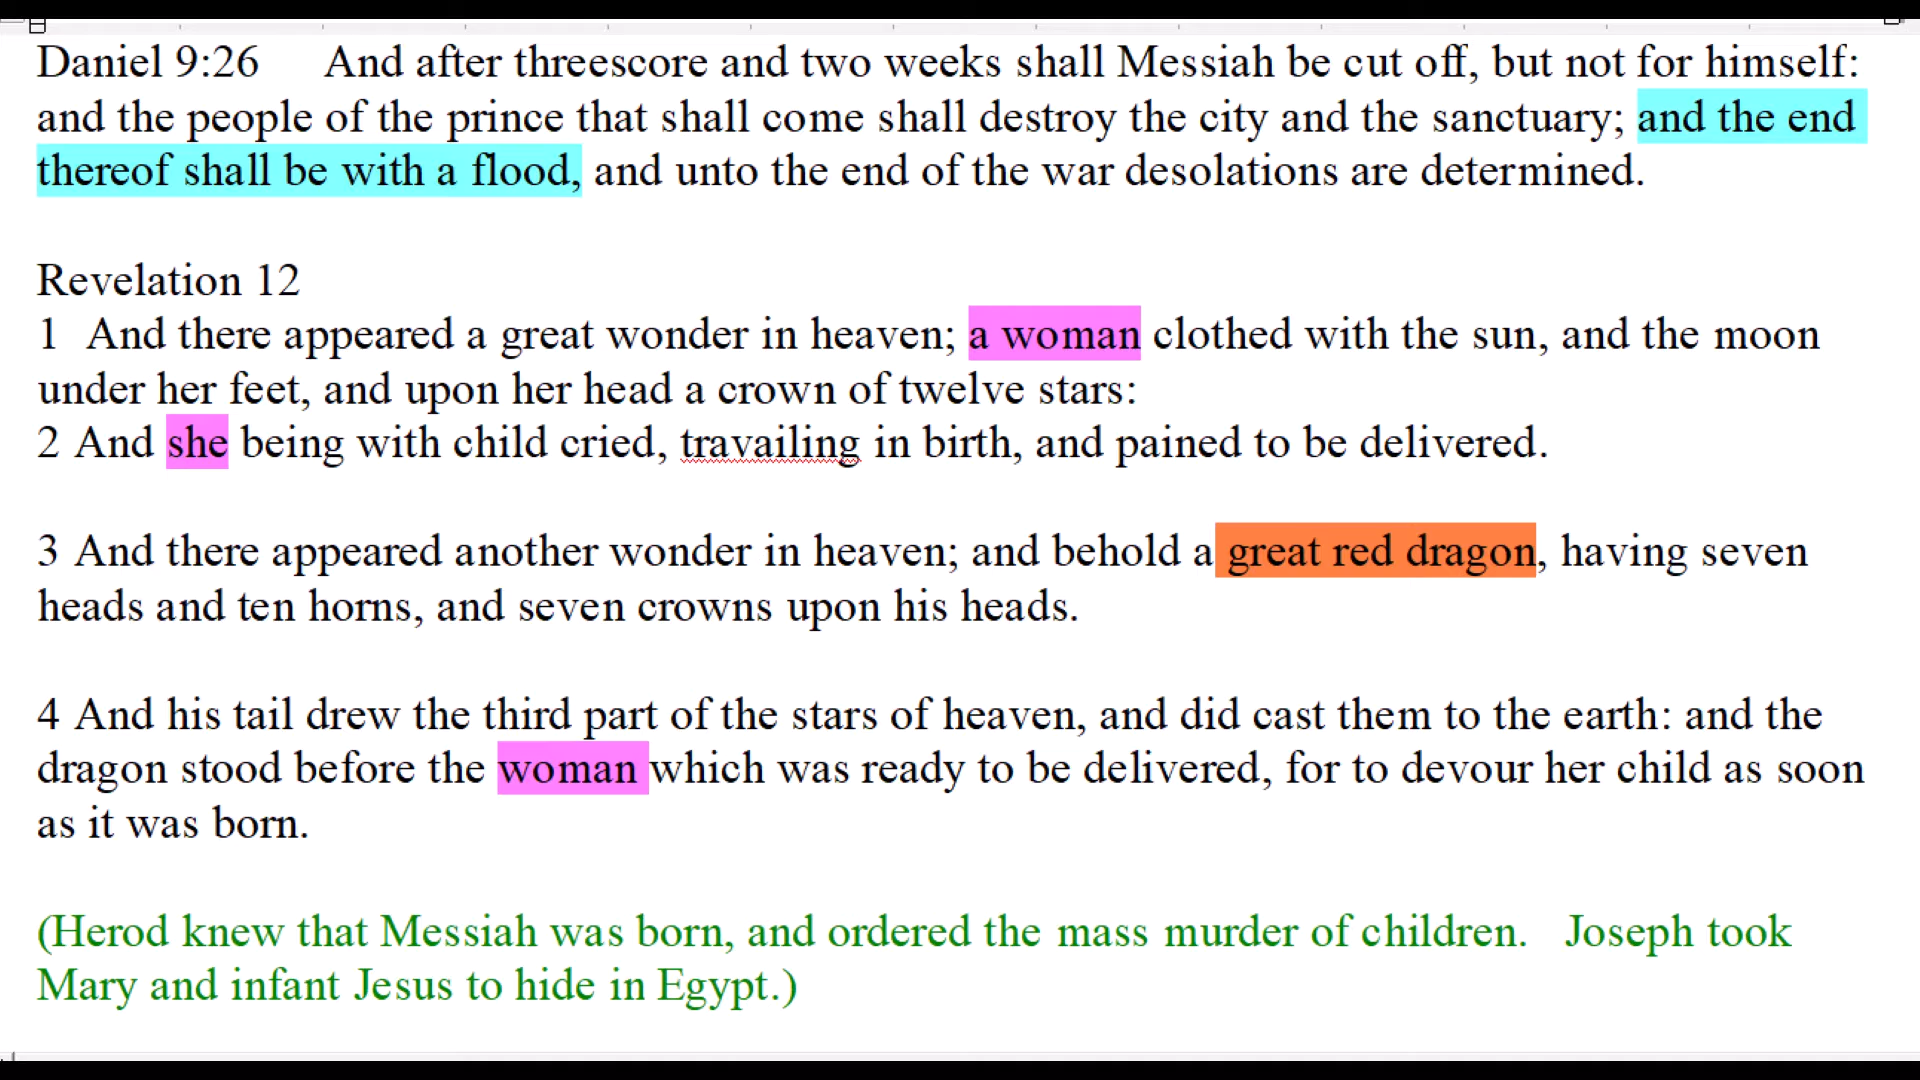 Daniel 9:26 And after threescore and two weeks shall Messiah be cut off, but not for himself:
and the people of the prince that shall come shall destroy the city and the sanctuary; and the end
thereof shall be with a flood, and unto the end of the war desolations are determined.
Revelation 12
1 And there appeared a great wonder in heaven; a woman clothed with the sun, and the moon
under her feet, and upon her head a crown of twelve stars:
2 And she being with child cried, travailing in birth, and pained to be delivered.
3 And there appeared another wonder in heaven; and behold a great red dragon, having seven
heads and ten horns, and seven crowns upon his heads.
4 And his tail drew the third part of the stars of heaven, and did cast them to the earth: and the
dragon stood before the woman which was ready to be delivered, for to devour her child as soon
as it was born.
(Herod knew that Messiah was born, and ordered the mass murder of children. Joseph took
Mary and infant Jesus to hide in Egypt.)